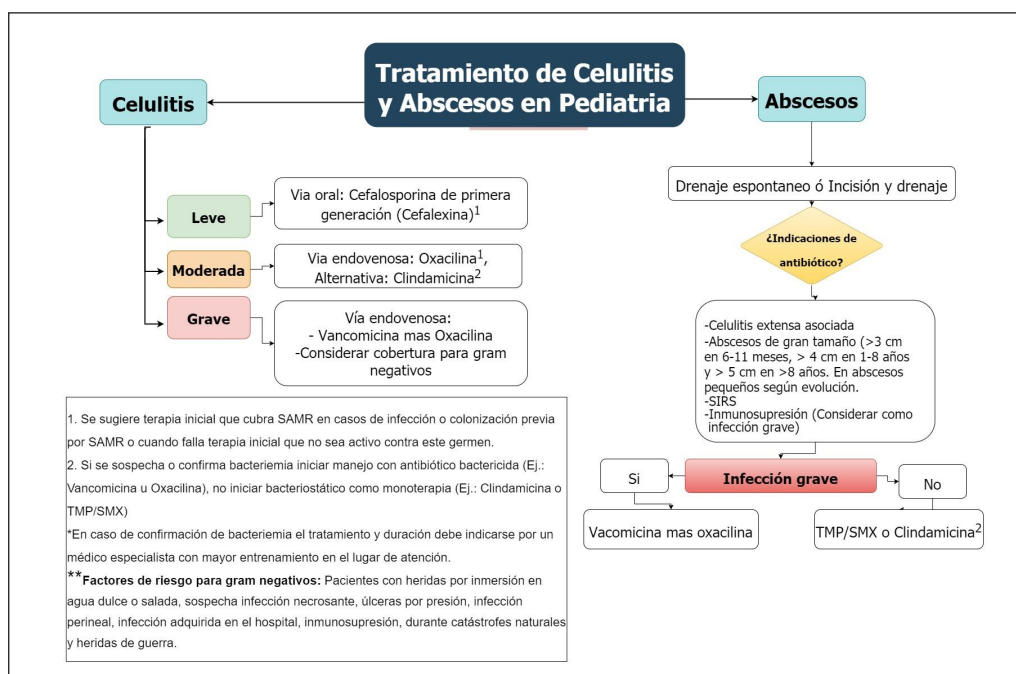 Tratamiento de Celulitis
y Abscesos en Pediatria
Celulitis
Leve
Via oral: Cefalosporina de primera
generación (Cefalexina)1
Moderada
Via endovenosa: Oxacilina1,
Alternativa: Clindamicina2
Grave
Vía endovenosa:
- Vancomicina mas Oxacilina
-Considerar cobertura para gram
negativos
1. Se sugiere terapia inicial que cubra SAMR en casos de infección o colonización previa
por SAMR o cuando falla terapia inicial que no sea activo contra este germen.
2. Si se sospecha o confirma bacteriemia iniciar manejo con antibiótico bactericida (Ej.:
Vancomicina u Oxacilina), no iniciar bacteriostático como monoterapia (Ej.: Clindamicina o
TMP/SMX)
*En caso de confirmación de bacteriemia el tratamiento y duración debe indicarse por un
médico especialista con mayor entrenamiento en el lugar de atención.
**Factores de riesgo para gram negativos: Pacientes con heridas por inmersión en
agua dulce o salada, sospecha infección necrosante, úlceras por presión, infección
perineal, infección adquirida en el hospital, inmunosupresión, durante catástrofes naturales
y heridas de guerra.
Abscesos
Drenaje espontaneo ó Incisión y drenaje
¿Indicaciones de
antibiótico?
-Celulitis extensa asociada
-Abscesos de gran tamaño (>3 cm
en 6-11 meses, > 4 cm en 1-8 años
y > 5 cm en >8 años. En abscesos
pequeños según evolución.
-SIRS
-Inmunosupresión (Considerar como
infección grave)
Infección grave
Si
No
Vacomicina mas oxacilina
TMP/SMX o Clindamicina2